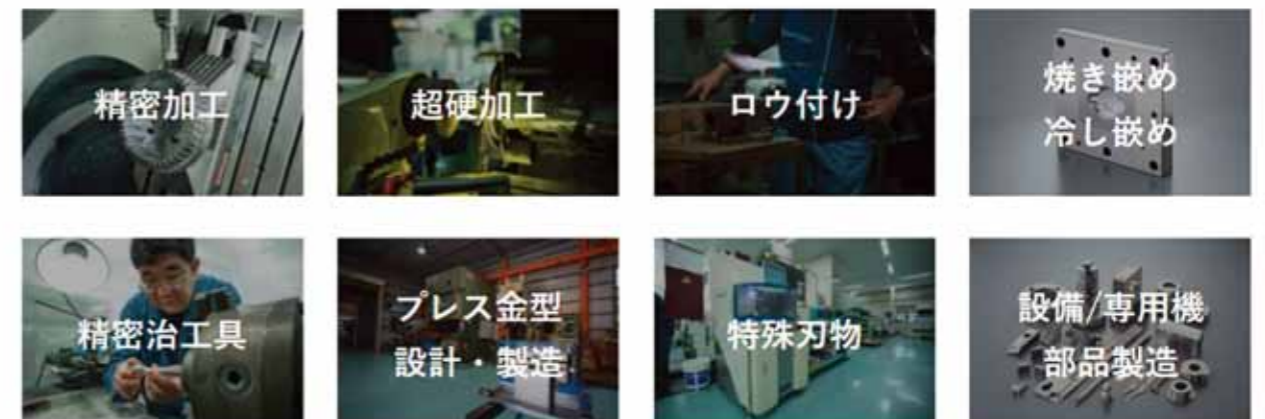 精密加工
超硬加工
ロウ付け
焼き嵌め
冷し嵌め
精密治工具
プレス金型
設計・製造
特殊刃物
設備/専用機
部品製造